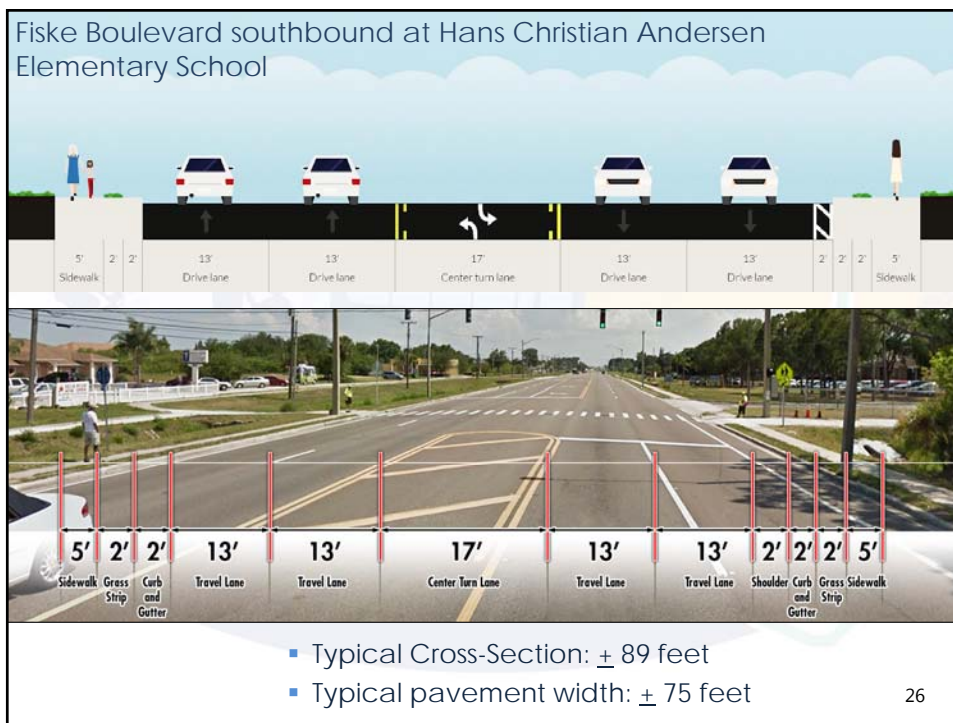 Fiske Boulevard southbound at Hans Christian Andersen
Elementary School
5' 2' 2' 13' 13' 17' 13' 13' 2' 2' 2' 5'
Sidewalk Drive lane Drive lane Center turn lane Drive lane Drive lane Sidewalk
5' 2' 2' 13' 13' 17' 13' 13' 2' 2' 2' 5'
Sidewalk Grass Curb Travel Lane Travel Lane Center Turn Lane Travel Lane Travel Lane Shoulder Curb Grass Sidewalk
Strip and and Strip
Gutter Gutter
▪ Typical Cross-Section: ± 89 feet
▪ Typical pavement width: ± 75 feet
26